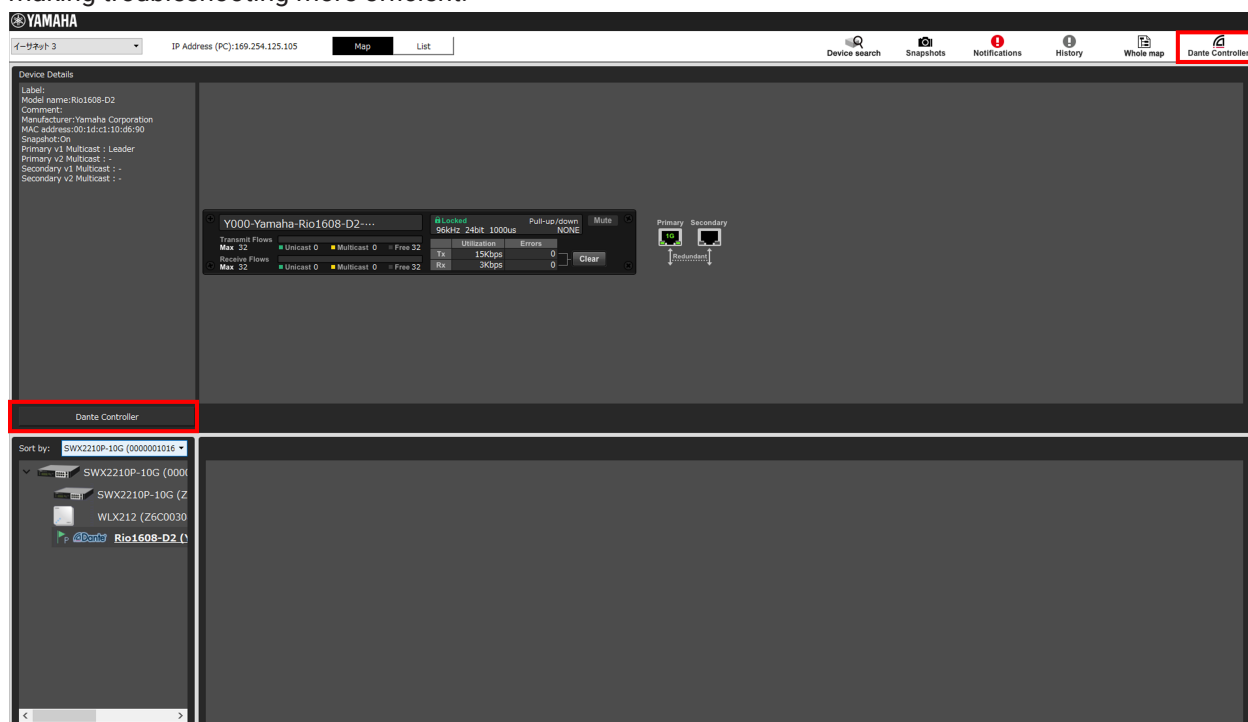 making troubleshooting more efficient.
YAMAHA
イーサネット 3
IP Address (PC):169.254.125.105
Map
List
Device search
Snapshots
Notifications
History
Whole map
Dante Controller
Device Details
Label:
Model name:Rio1608-D2
Comment:
Manufacturer:Yamaha Corporation
MAC address:00:1d:c1:10:d6:90
Snapshot:On
Primary v1 Multicast : Leader
Primary v2 Multicast : -
Secondary v1 Multicast : -
Secondary v2 Multicast : -
Y000-Yamaha-Rio1608-D2-···
Transmit Flows
Max 32 Unicast 0 Multicast 0 Free 32
Receive Flows
Max 32 Unicast 0 Multicast 0 Free 32
Locked Pull-up/down Mute
96kHz 24bit 1000us NONE
Utilization Errors
Tx 15Kbps 0
Rx 3Kbps 0
Clear
Primary Secondary
1G
Redundant
Dante Controller
Sort by: SWX2210P-10G (0000001016
SWX2210P-10G (000(
SWX2210P-10G (Z
WLX212 (Z6C0030
P Dante Rio1608-D2 (Y